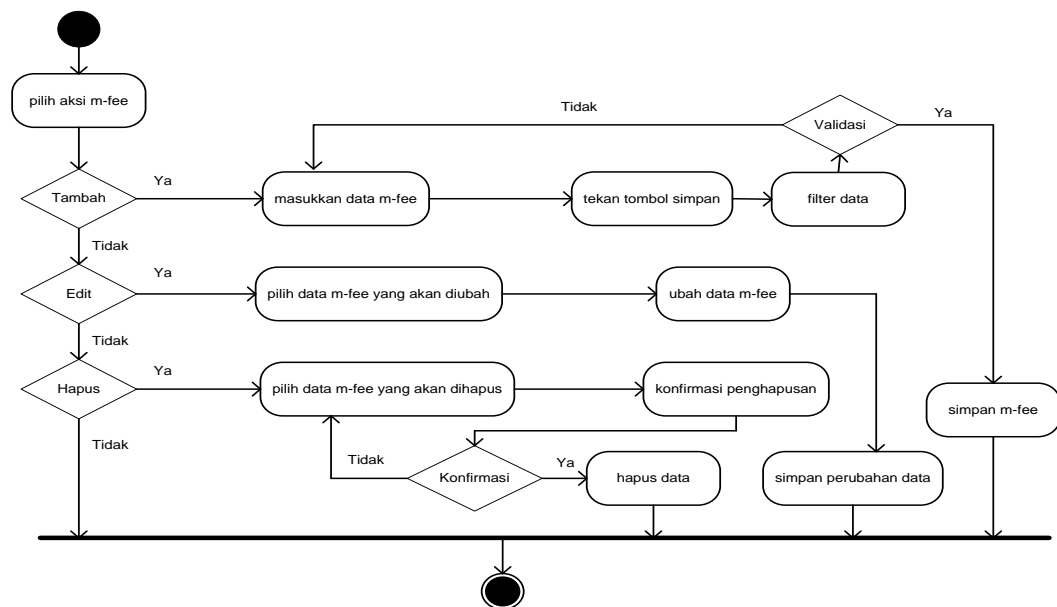 pilih aksi m-fee
Tidak
Validasi
Ya
Tambah
Ya
masukkan data m-fee
tekan tombol simpan
filter data
Tidak
Edit
Ya
pilih data m-fee yang akan diubah
ubah data m-fee
Tidak
Hapus
Ya
pilih data m-fee yang akan dihapus
konfirmasi penghapusan
simpan m-fee
Tidak
Tidak
Konfirmasi
Ya
hapus data
simpan perubahan data